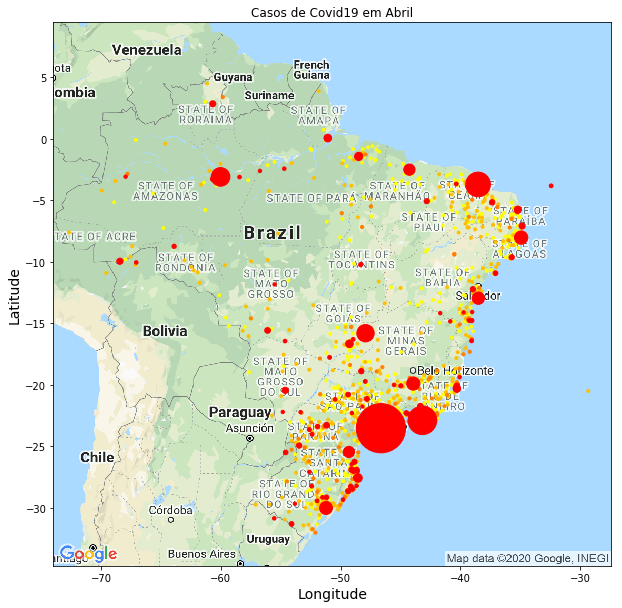 Casos de Covid19 em Abril
Venezuela
Guyana
French
Guiana
Suriname
ota
ombia
STATE OF
RORAIMA
STATE OF
AMAPÁ
STATE OF
AMAZONAS
STATE OF PARÁ
STATE OF
MARANHÃO
STATE OF
CEARÁ
STATE OF
PARAÍBA
STATE OF
PIAUÍ
STATE OF
ALAGOAS
STATE OF ACRE
Brazil
STATE OF
RONDÔNIA
STATE OF
TOCANTINS
STATE OF
MATO
GROSSO
STATE OF
BAHIA
Salvador
STATE OF
GOIÁS
Bolivia
STATE OF
MINAS
GERAIS
STATE OF
MATO
GROSSO
DO SUL
Belo Horizonte
STATE OF
RIO DE
JANEIRO
STATE OF
SÃO PAULO
Paraguay
Asunción
STATE OF
PARANÁ
STATE OF
SANTA
CATARINA
Chile
STATE OF
RIO GRANDE
DO SUL
Córdoba
Uruguay
Buenos Aires
antiago
Google
Map data ©2020 Google, INEGI
5
0
−5
−10
−15
−20
−25
−30
Latitude
−70
−60
−50
−40
−30
Longitude